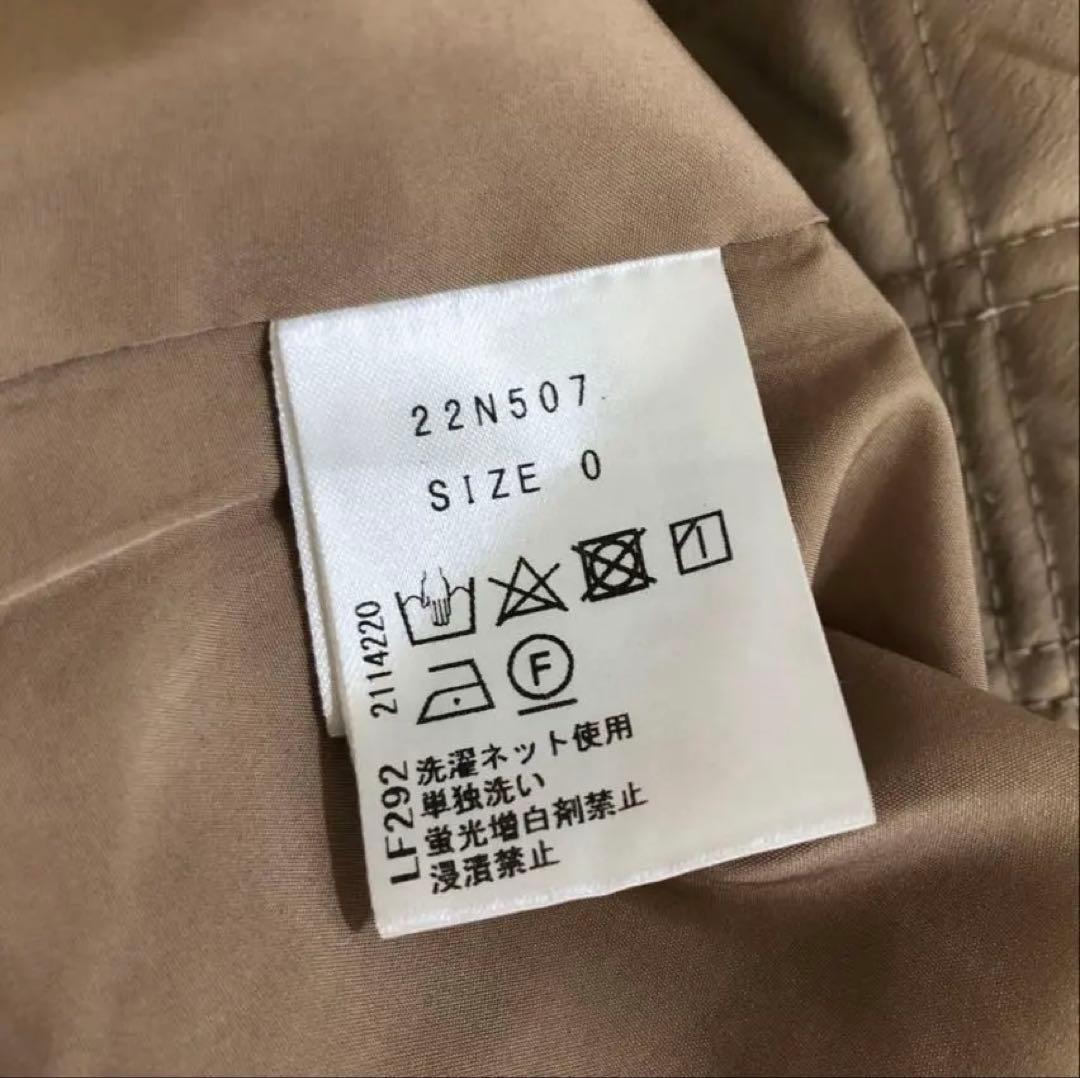 22N507
SIZE 0
F
洗濯ネット使用
単独洗い
蛍光増白剤禁止
浸漬禁止
2114220
LF292